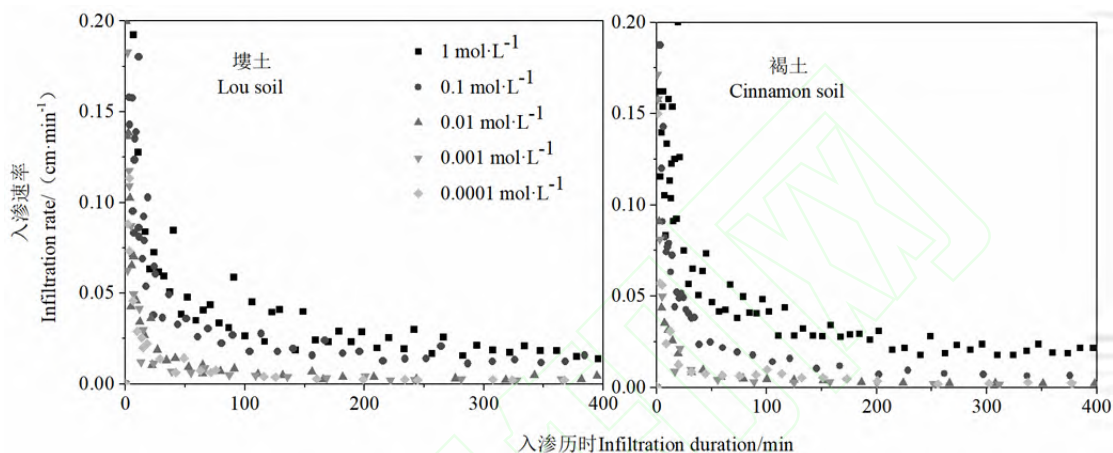 入渗速率
Infiltration rate/（cm·min⁻¹）
0.20
0.15
0.10
0.05
0.00
塿土
Lou soil
1 mol·L⁻¹
0.1 mol·L⁻¹
0.01 mol·L⁻¹
0.001 mol·L⁻¹
0.0001 mol·L⁻¹
0 100 200 300 400
0.20
0.15
0.10
0.05
0.00
褐土
Cinnamon soil
0 100 200 300 400
入渗历时Infiltration duration/min